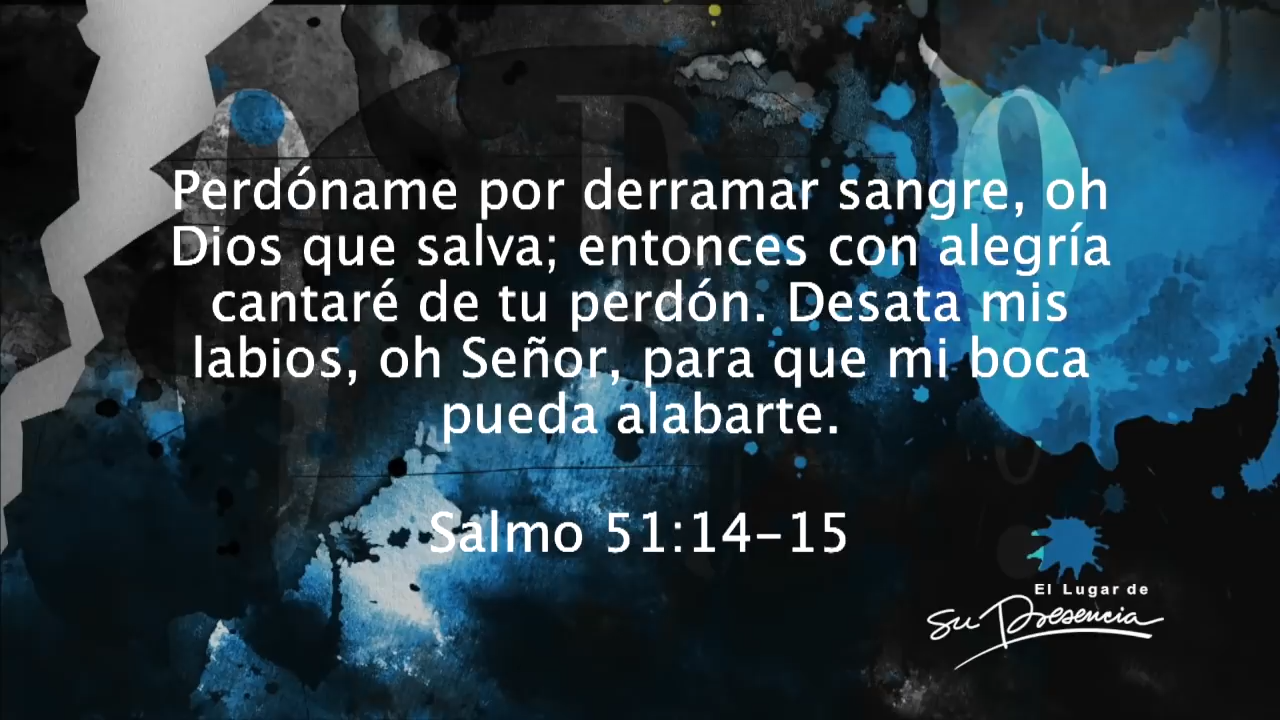 Perdóname por derramar sangre, oh
Dios que salva; entonces con alegría
cantaré de tu perdón. Desata mis
labios, oh Señor, para que mi boca
pueda alabarte.
Salmo 51:14-15
El Lugar de
Su Presencia